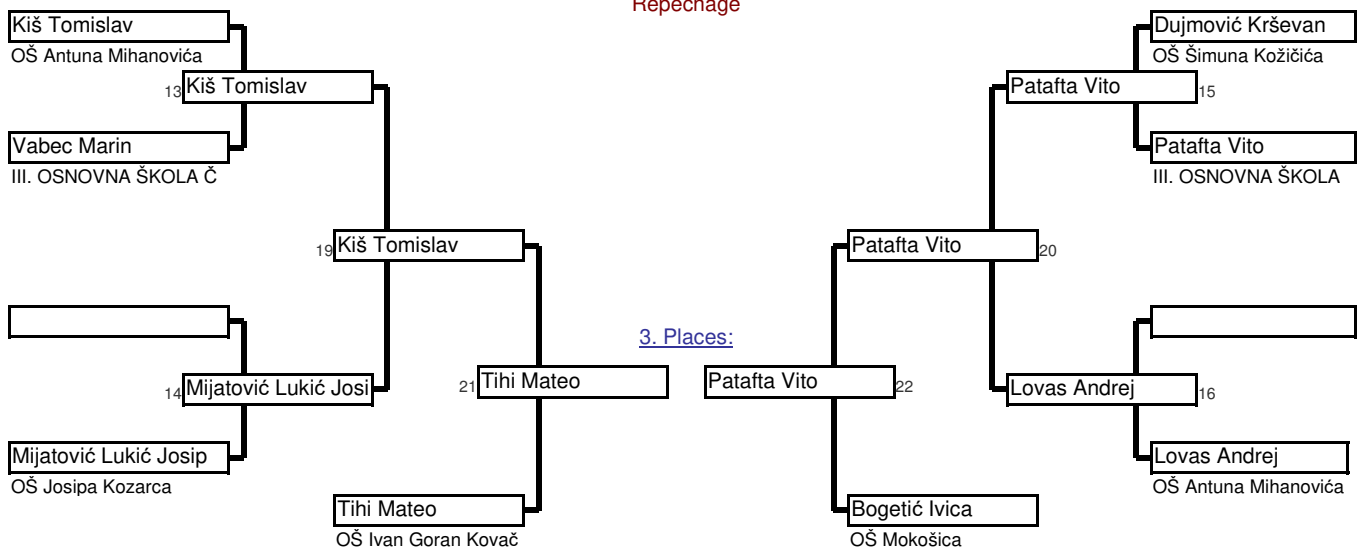 Repechage
Kiš Tomislav
Dujmović Krševan
OŠ Antuna Mihanovića
OŠ Šimuna Kožičića
13 Kiš Tomislav
Patafta Vito 15
Vabec Marin
Patafta Vito
III. OSNOVNA ŠKOLA Č
III. OSNOVNA ŠKOLA
19 Kiš Tomislav
Patafta Vito 20
3. Places:
14 Mijatović Lukić Josi
21 Tihi Mateo
Patafta Vito 22
Lovas Andrej 16
Mijatović Lukić Josip
Lovas Andrej
OŠ Josipa Kozarca
OŠ Antuna Mihanovića
Tihi Mateo
Bogetić Ivica
OŠ Ivan Goran Kovač
OŠ Mokošica